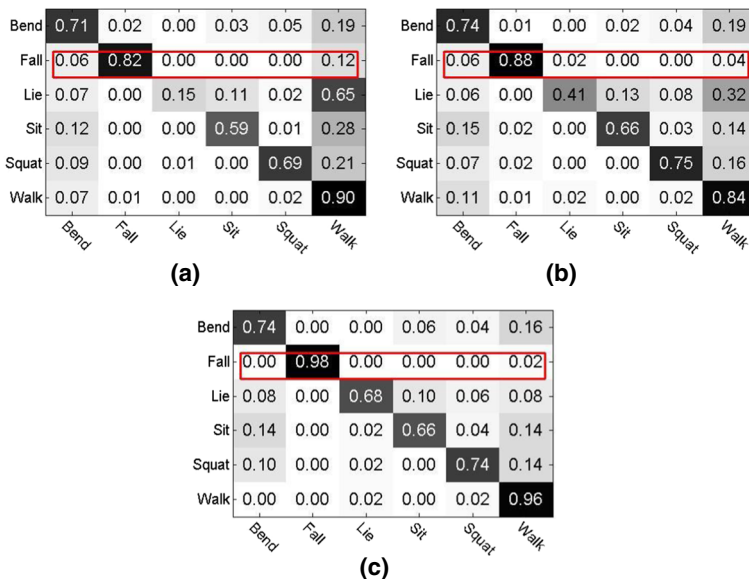 Bend 0.71 0.02 0.00 0.03 0.05 0.19
Fall 0.06 0.82 0.00 0.00 0.00 0.12
Lie 0.07 0.00 0.15 0.11 0.02 0.65
Sit 0.12 0.00 0.00 0.59 0.01 0.28
Squat 0.09 0.00 0.01 0.00 0.69 0.21
Walk 0.07 0.01 0.00 0.00 0.02 0.90
Bend Fall Lie Sit Squat Walk
(a)
Bend 0.74 0.01 0.00 0.02 0.04 0.19
Fall 0.06 0.88 0.02 0.00 0.00 0.04
Lie 0.06 0.00 0.41 0.13 0.08 0.32
Sit 0.15 0.02 0.00 0.66 0.03 0.14
Squat 0.07 0.02 0.00 0.00 0.75 0.16
Walk 0.11 0.01 0.02 0.00 0.02 0.84
Bend Fall Lie Sit Squat Walk
(b)
Bend 0.74 0.00 0.00 0.06 0.04 0.16
Fall 0.00 0.98 0.00 0.00 0.00 0.02
Lie 0.08 0.00 0.68 0.10 0.06 0.08
Sit 0.14 0.00 0.02 0.66 0.04 0.14
Squat 0.10 0.00 0.02 0.00 0.74 0.14
Walk 0.00 0.00 0.02 0.00 0.02 0.96
Bend Fall Lie Sit Squat Walk
(c)